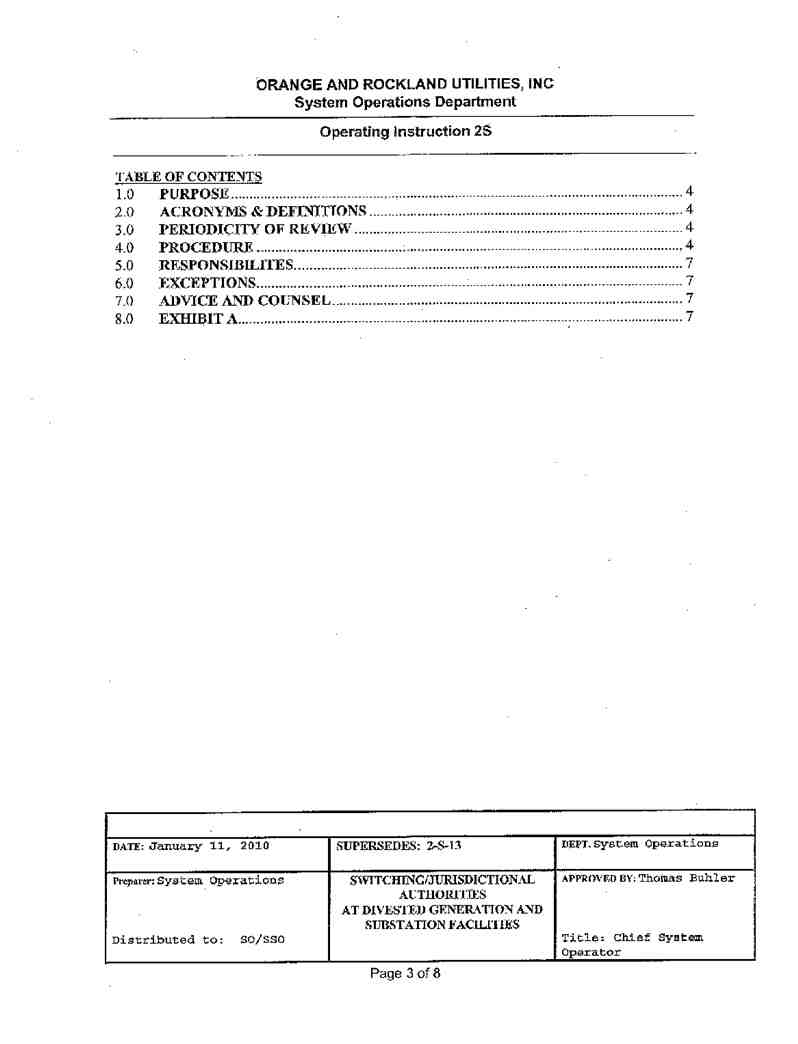 ORANGE AND ROCKLAND UTILITIES, INC
System Operations Department
Operating Instruction 2S
TABLE OF CONTENTS
1.0 PURPOSE 4
2.0 ACRONYMS & DEFINITIONS 4
3.0 PERIODICITY OF REVIEW 4
4.0 PROCEDURE 4
5.0 RESPONSIBILITES 7
6.0 EXCEPTIONS 7
7.0 ADVICE AND COUNSEL 7
8.0 EXHIBIT A 7
DATE: January 11, 2010
SUPERSEDES: 2-S-13
DEPT. System Operations
Preparer: System Operations
Distributed to: SO/SSO
SWITCHING/JURISDICTIONAL
AUTHORITIES
AT DIVESTED GENERATION AND
SUBSTATION FACILITIES
APPROVED BY: Thomas Buhler
Title: Chief System
Operator
Page 3 of 8